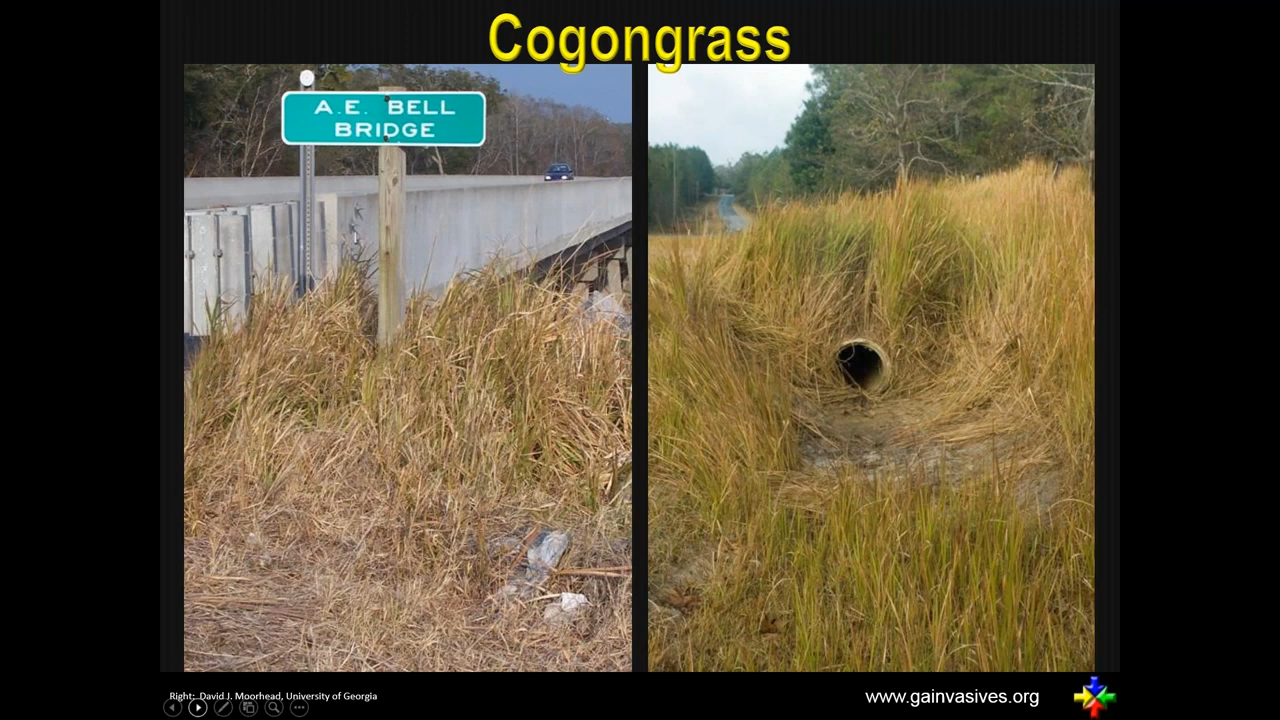 Cogongrass
A.E. BELL
BRIDGE
Right: David J. Moorhead, University of Georgia
www.gainvasives.org